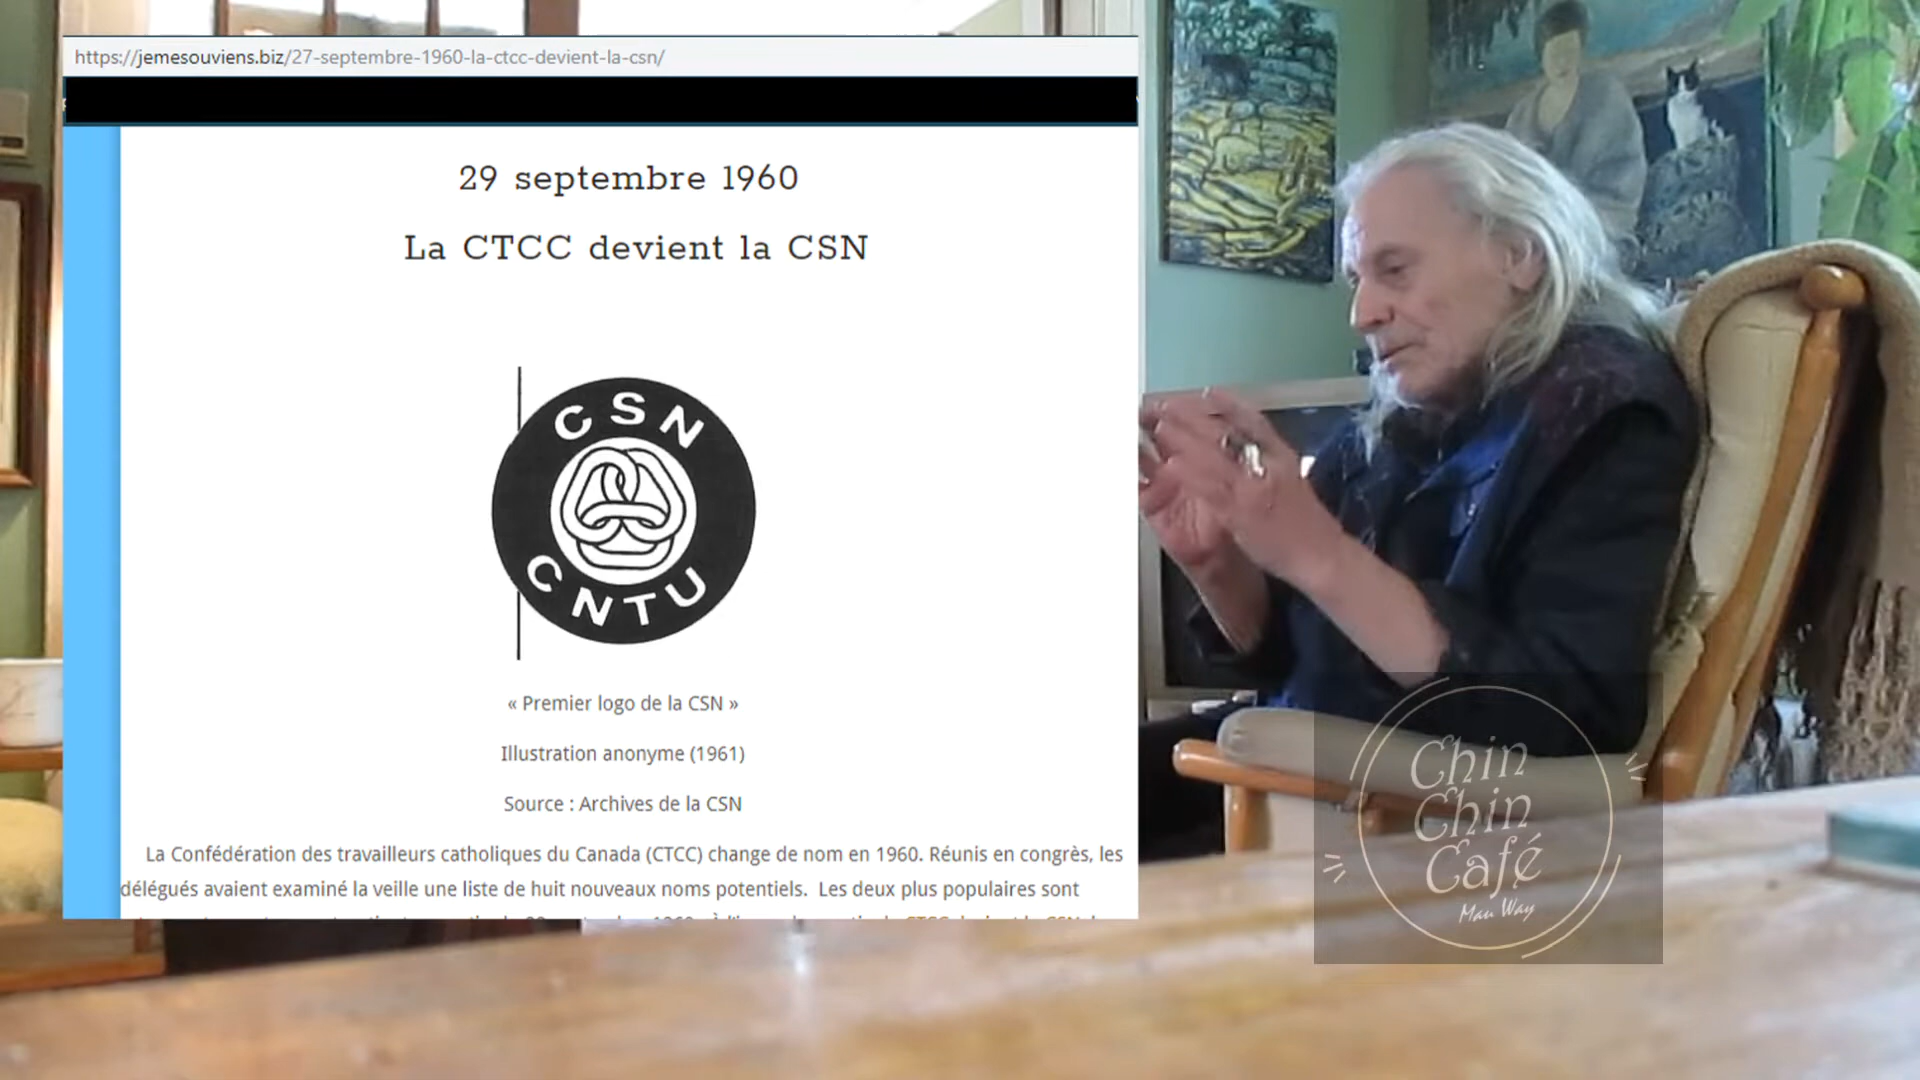 https://jemesouviens.biz/27-septembre-1960-la-ctcc-devient-la-csn/
29 septembre 1960
La CTCC devient la CSN
CSN
CNTU
« Premier logo de la CSN »
Illustration anonyme (1961)
Source : Archives de la CSN
La Confédération des travailleurs catholiques du Canada (CTCC) change de nom en 1960. Réunis en congrès, les
délégués avaient examiné la veille une liste de huit nouveaux noms potentiels. Les deux plus populaires sont
Chin
Chin
Café
Man Way